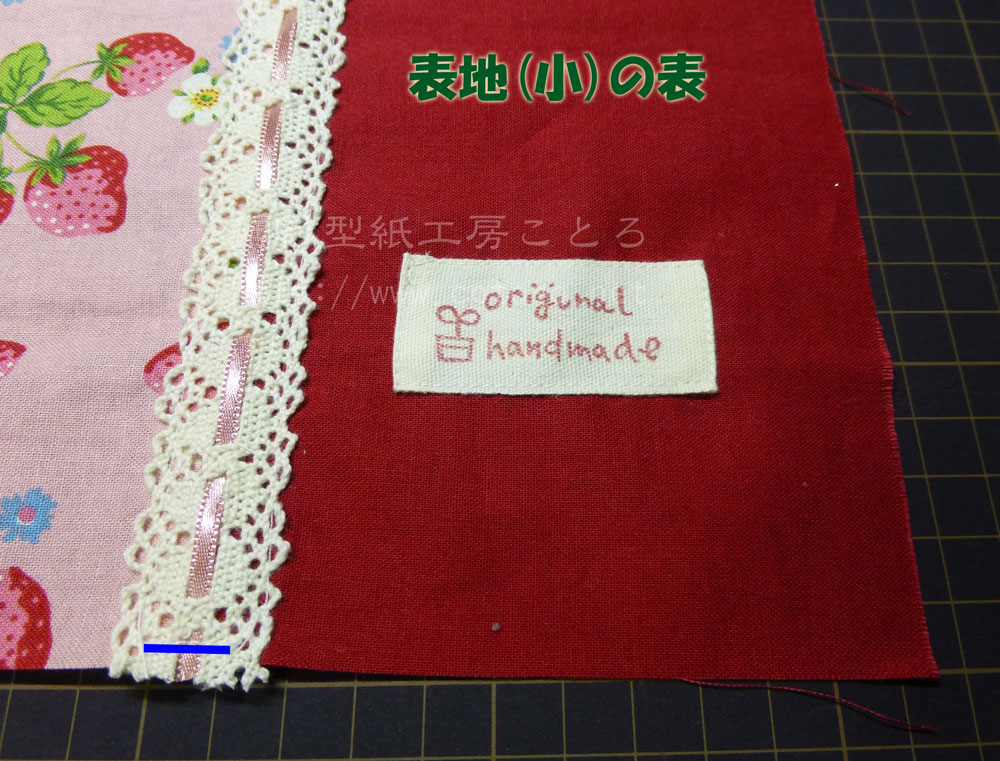 表地(小)の表
型紙工房ことろ
original
handmade